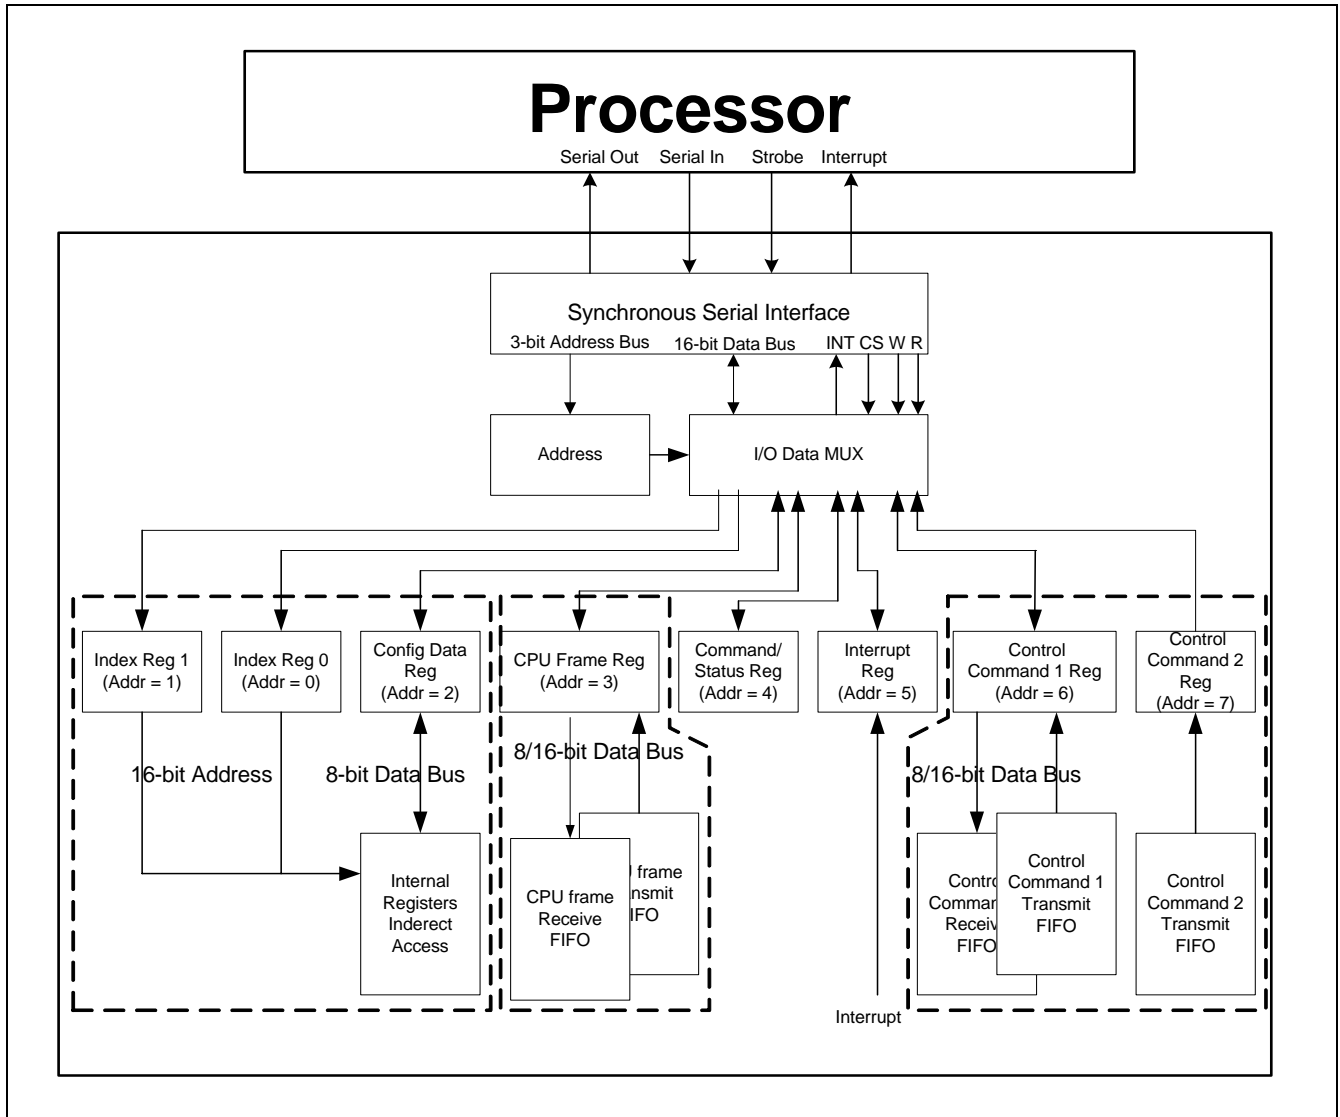 Processor
Serial Out Serial In Strobe Interrupt
Synchronous Serial Interface
3-bit Address Bus 16-bit Data Bus INT CS W R
Address
I/O Data MUX
Index Reg 1
(Addr = 1)
Index Reg 0
(Addr = 0)
Config Data
Reg
(Addr = 2)
CPU Frame Reg
(Addr = 3)
Command/
Status Reg
(Addr = 4)
Interrupt
Reg
(Addr = 5)
Control
Command 1 Reg
(Addr = 6)
Control
Command 2
Reg
(Addr = 7)
16-bit Address
8-bit Data Bus
8/16-bit Data Bus
8/16-bit Data Bus
Internal
Registers
Inderect
Access
CPU frame
Receive
FIFO
frame
Control
Command 1
Transmit
FIFO
FIFO
Control
Command 2
Transmit
FIFO
Interrupt